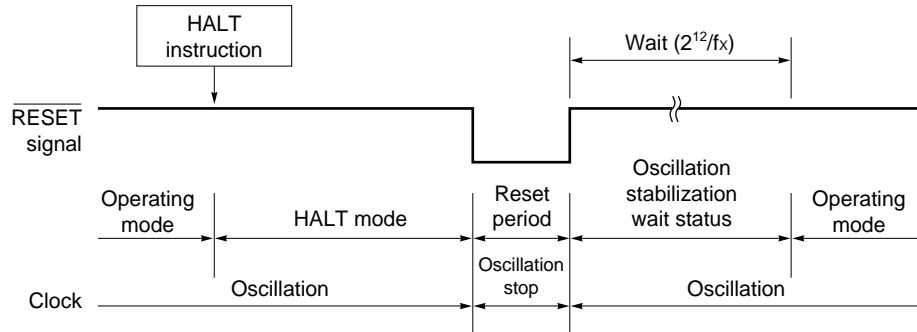 HALT
instruction
Wait (2¹²/fX)
RESET
signal
Operating
mode
HALT mode
Reset
period
Oscillation
stabilization
wait status
Operating
mode
Clock
Oscillation
Oscillation
stop
Oscillation